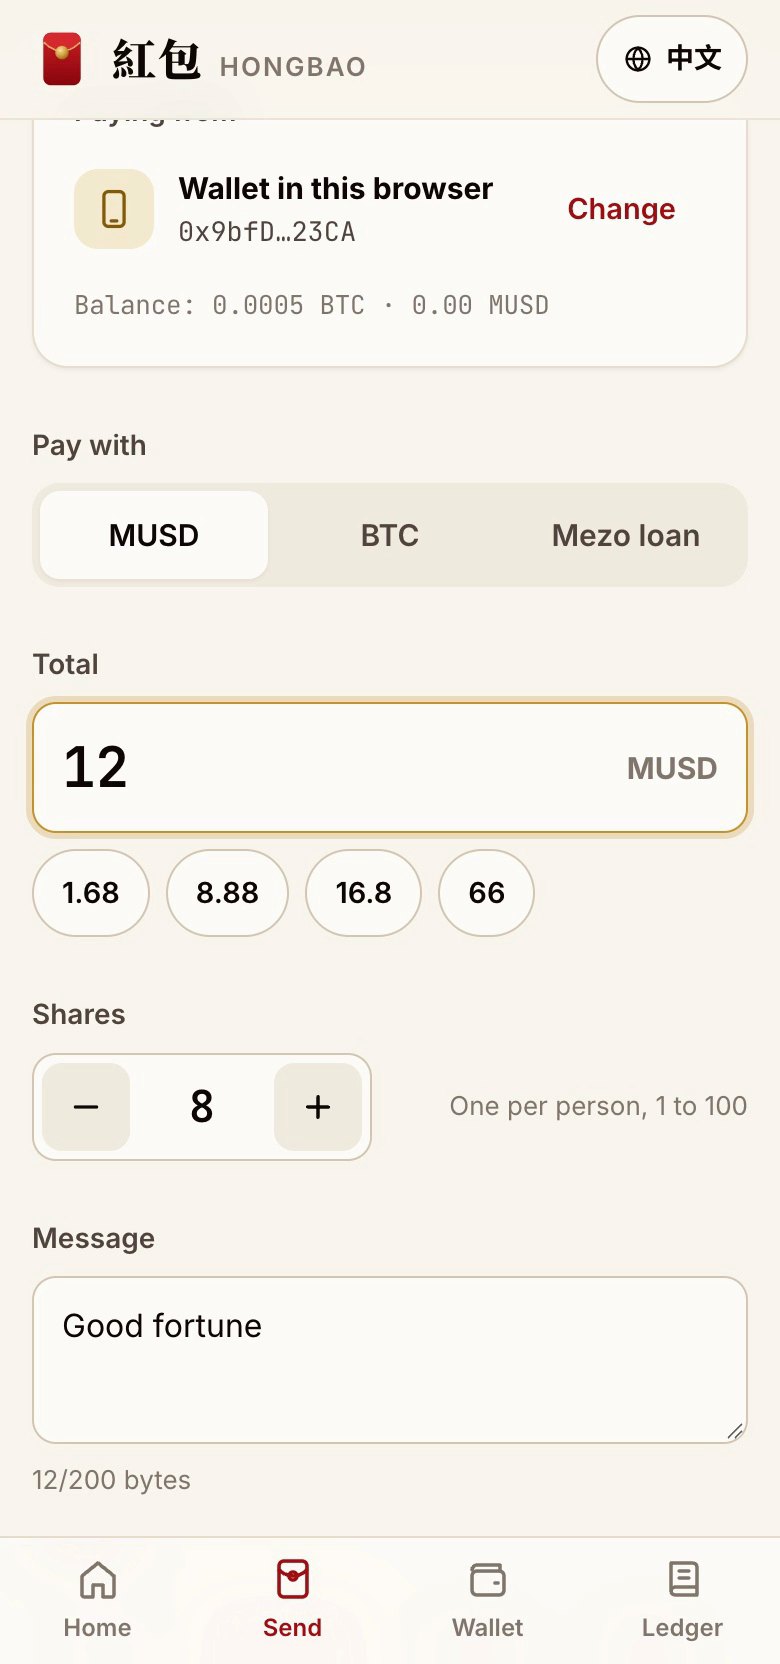 紅包 HONGBAO
中文
Paying from
Wallet in this browser
0x9bfD…23CA
Change
Balance: 0.0005 BTC · 0.00 MUSD
Pay with
MUSD
BTC
Mezo loan
Total
12
MUSD
1.68
8.88
16.8
66
Shares
−
8
+
One per person, 1 to 100
Message
Good fortune
12/200 bytes
Home
Send
Wallet
Ledger